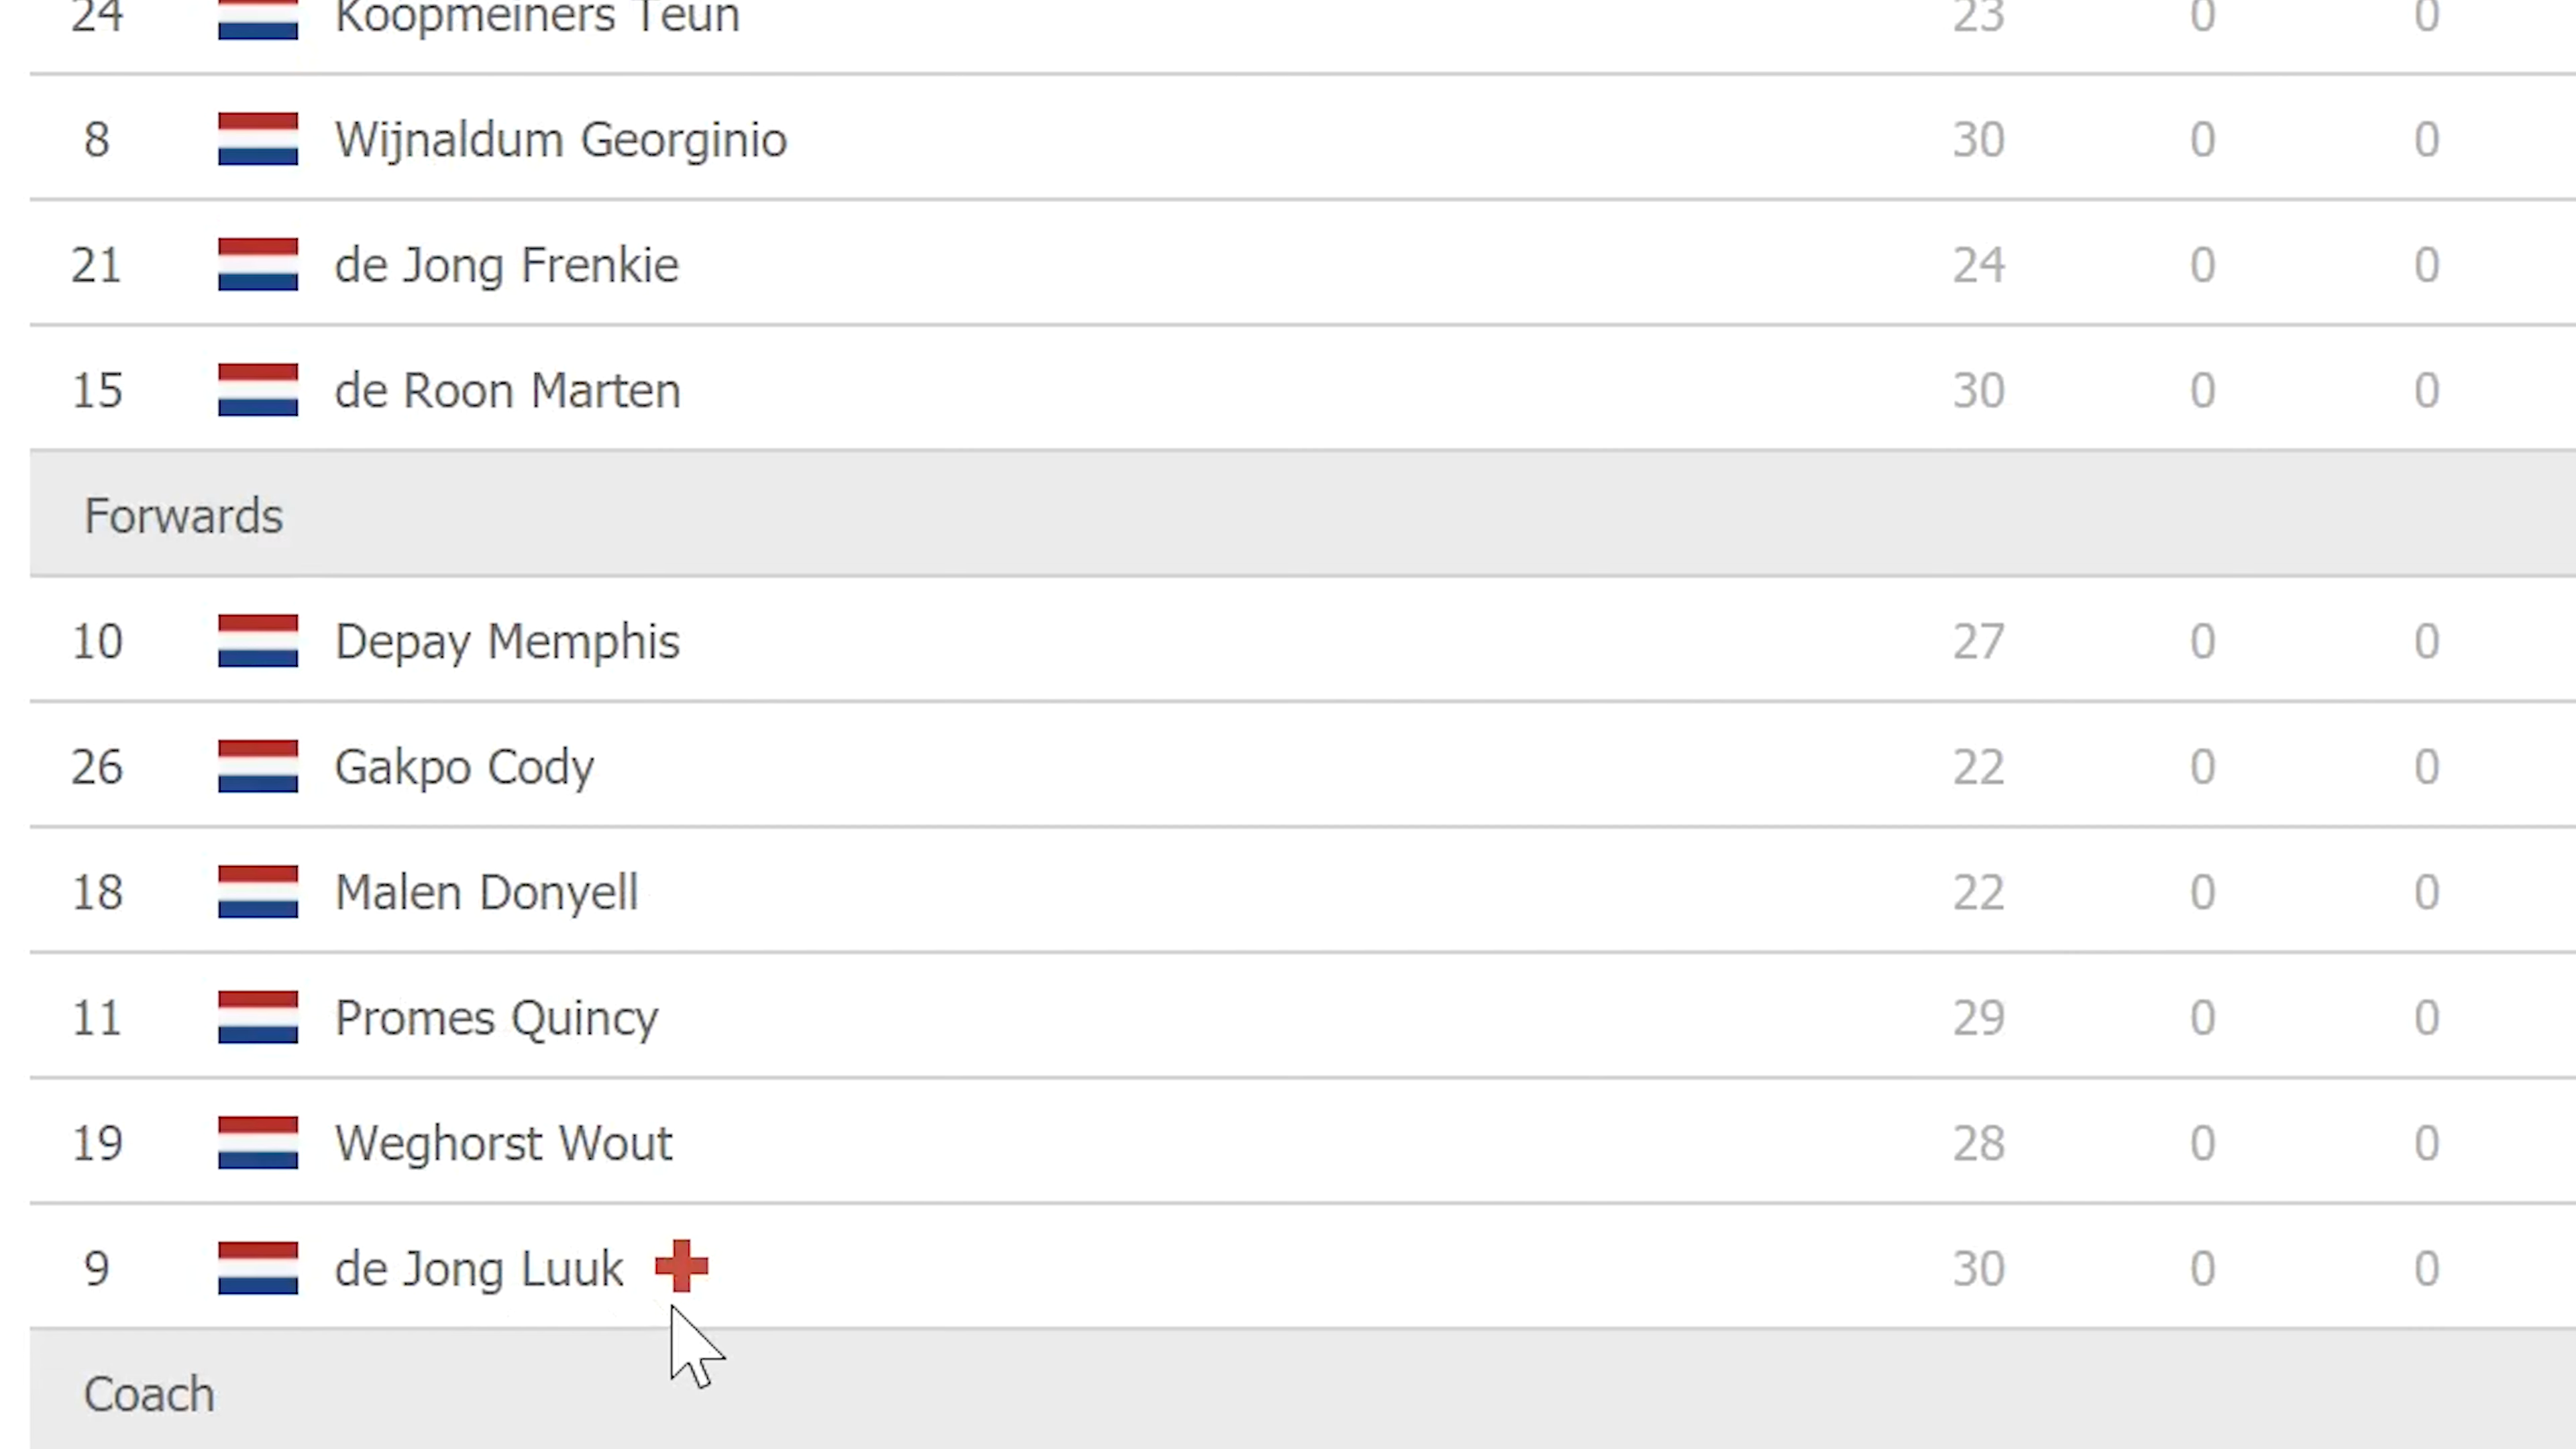 24 Koopmeiners Teun 23 0 0
8 Wijnaldum Georginio 30 0 0
21 de Jong Frenkie 24 0 0
15 de Roon Marten 30 0 0
Forwards
10 Depay Memphis 27 0 0
26 Gakpo Cody 22 0 0
18 Malen Donyell 22 0 0
11 Promes Quincy 29 0 0
19 Weghorst Wout 28 0 0
9 de Jong Luuk 30 0 0
Coach